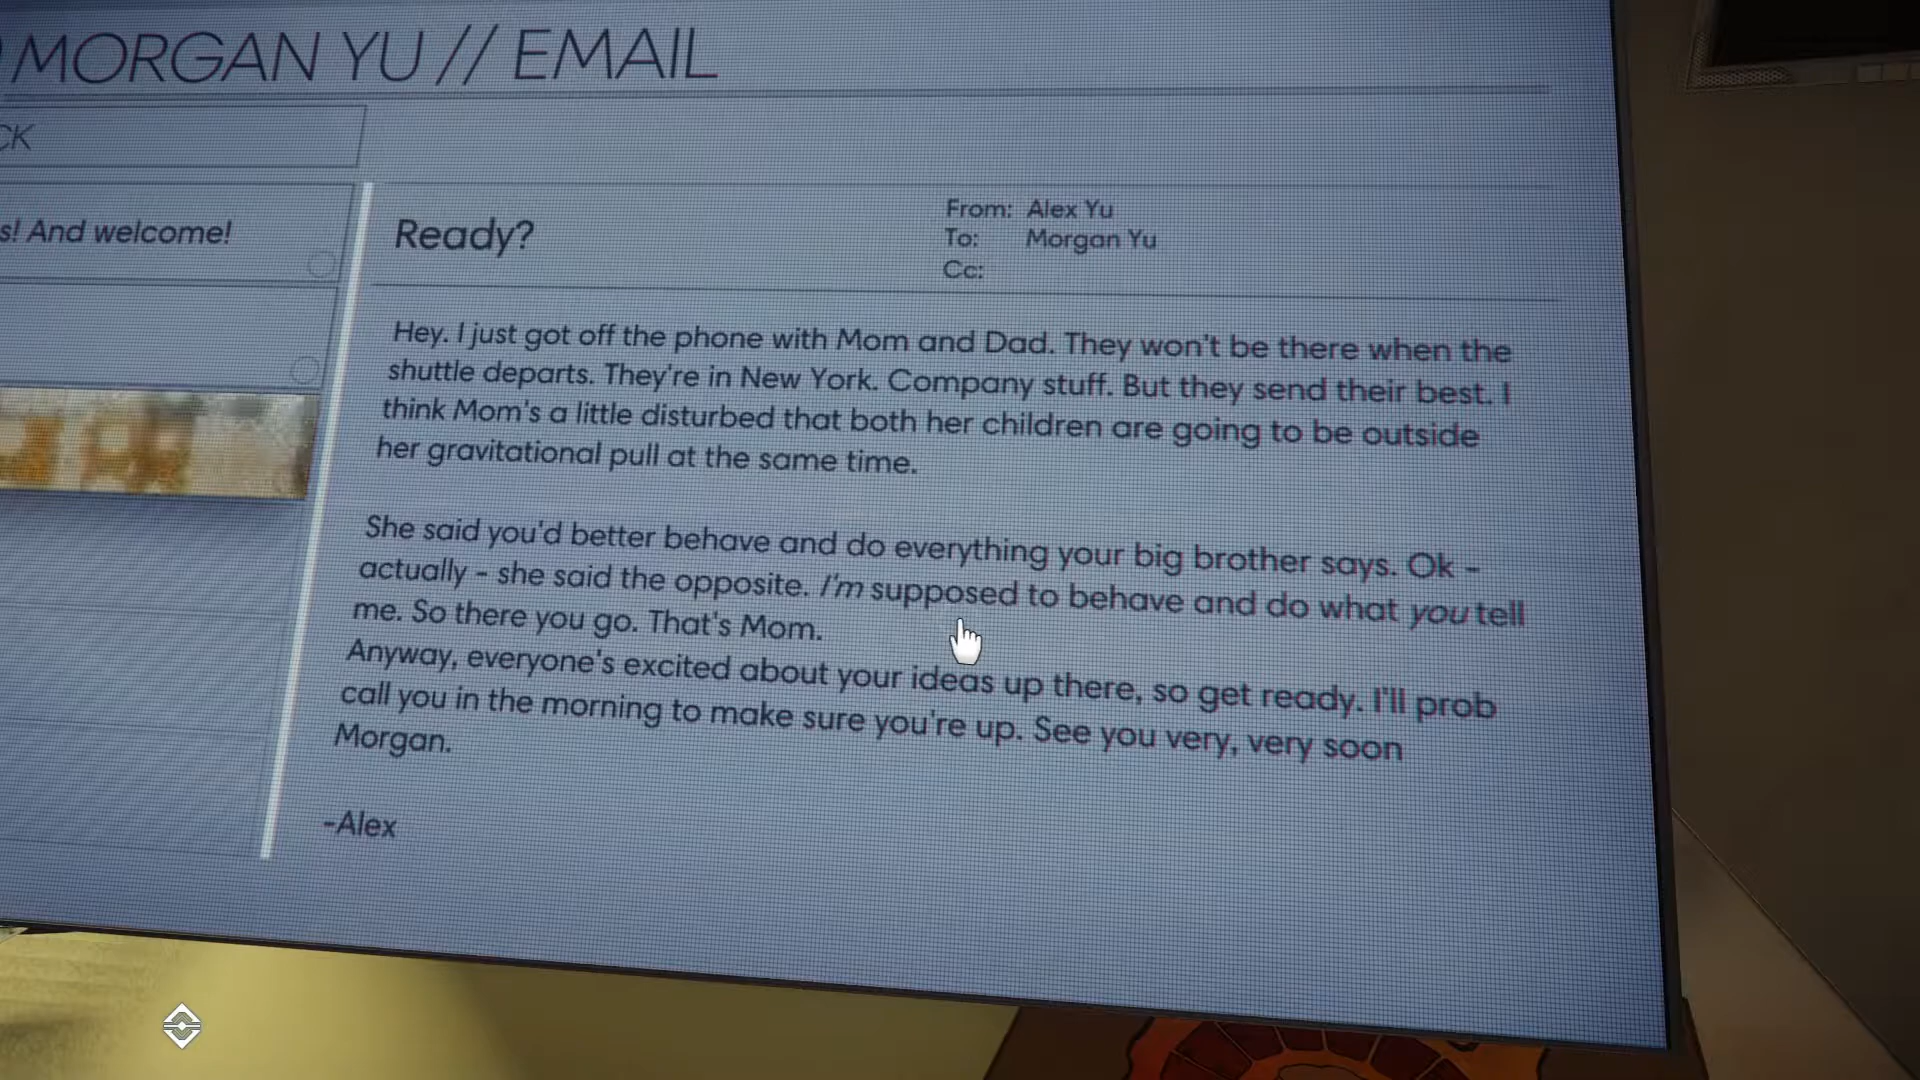 MORGAN YU // EMAIL
CK
s! And welcome!
Ready?
From: Alex Yu
To: Morgan Yu
Cc:
Hey. I just got off the phone with Mom and Dad. They won't be there when the
shuttle departs. They're in New York. Company stuff. But they send their best. I
think Mom's a little disturbed that both her children are going to be outside
her gravitational pull at the same time.
She said you'd better behave and do everything your big brother says. Ok -
actually - she said the opposite. I'm supposed to behave and do what you tell
me. So there you go. That's Mom.
Anyway, everyone's excited about your ideas up there, so get ready. I'll prob
call you in the morning to make sure you're up. See you very, very soon
Morgan.
-Alex